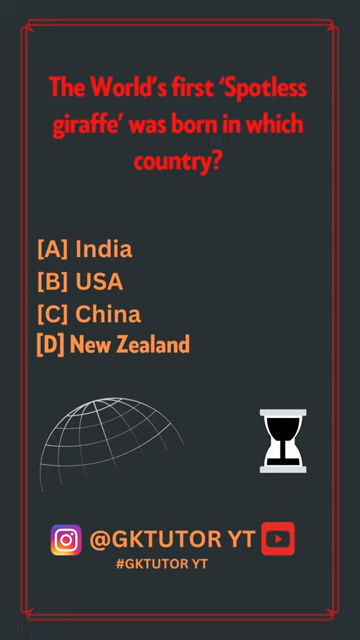 The World's first ‘Spotless
giraffe’ was born in which
country?
[A] India
[B] USA
[C] China
[D] New Zealand
@GKTUTOR YT
#GKTUTOR YT